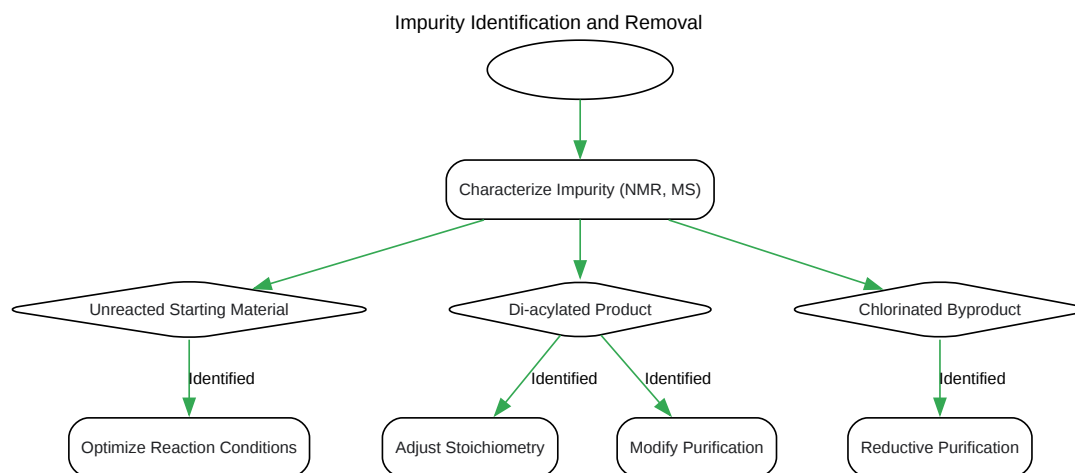 Impurity Identification and Removal
Characterize Impurity (NMR, MS)
Unreacted Starting Material
Di-acylated Product
Chlorinated Byproduct
Identified
Identified
Identified
Identified
Optimize Reaction Conditions
Adjust Stoichiometry
Modify Purification
Reductive Purification